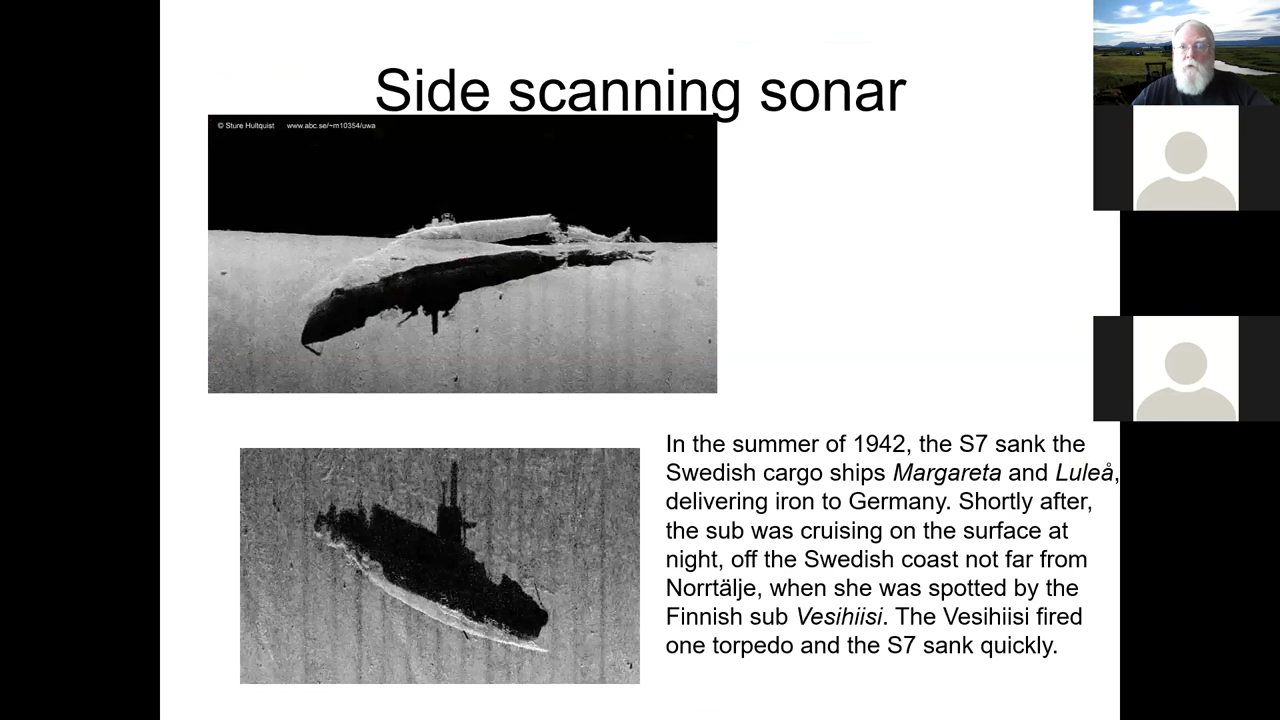 Side scanning sonar
© Sture Hultquist www.abc.se/~m10354/uwa
In the summer of 1942, the S7 sank the
Swedish cargo ships Margareta and Luleå,
delivering iron to Germany. Shortly after,
the sub was cruising on the surface at
night, off the Swedish coast not far from
Norrtälje, when she was spotted by the
Finnish sub Vesihiisi. The Vesihiisi fired
one torpedo and the S7 sank quickly.